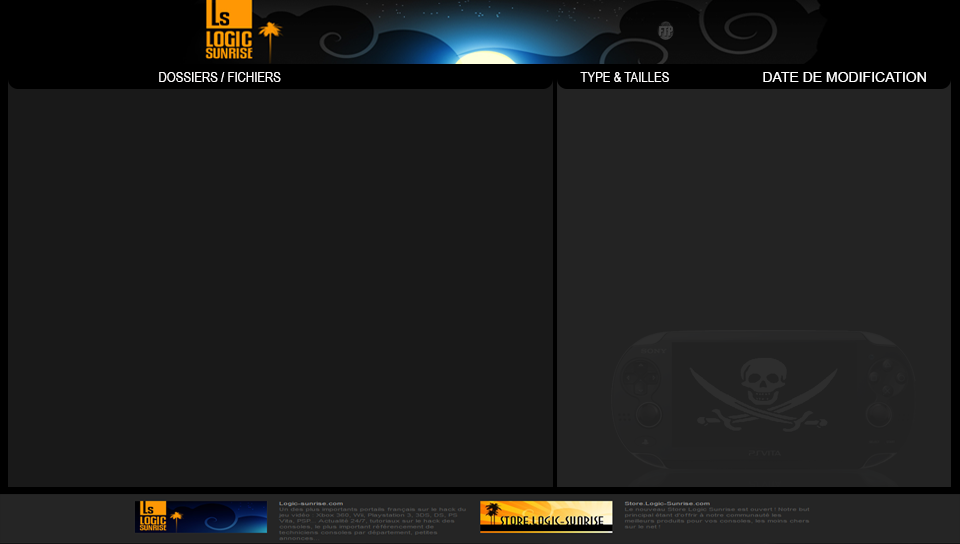 Ls
LOGIC
SUNRISE
DOSSIERS / FICHIERS
TYPE & TAILLES
DATE DE MODIFICATION
Ls
LOGIC
SUNRISE
Logic-sunrise.com
Un des plus importants portails français sur le hack du
jeu vidéo : Xbox 360, Wii, Playstation 3, 3DS, DS, PS
Vita, PSP... Actualité 24/7, tutoriaux sur le hack des
consoles, le plus important référencement de
techniciens consoles par département, petites
annonces...
STORE LOGIC-SUNRISE
Store.Logic-Sunrise.com
Le nouveau Store Logic Sunrise est ouvert ! Notre but
principal étant d'offrir à notre communauté les
meilleurs produits pour vos consoles, les moins chers
sur le net !